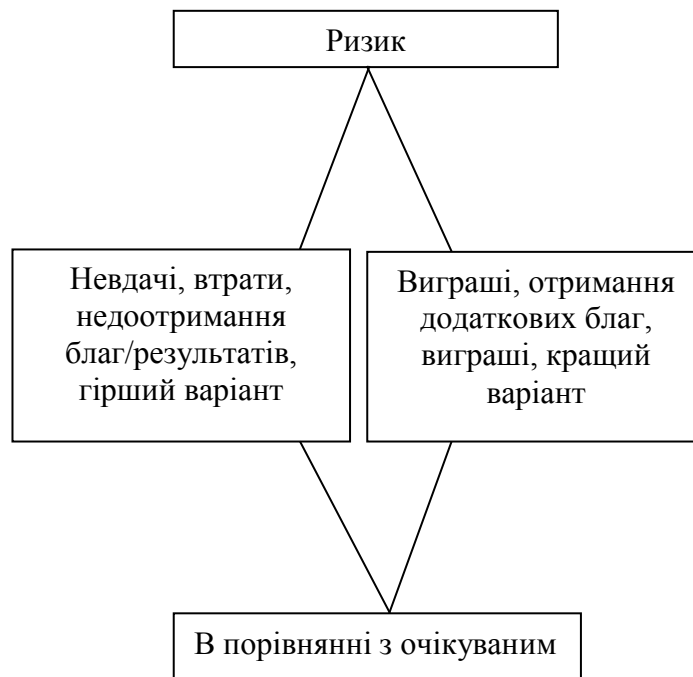 Ризик
Невдачі, втрати,
недоотримання
благ/результатів,
гірший варіант
Виграші, отримання
додаткових благ,
виграші, кращий
варіант
В порівнянні з очікуваним